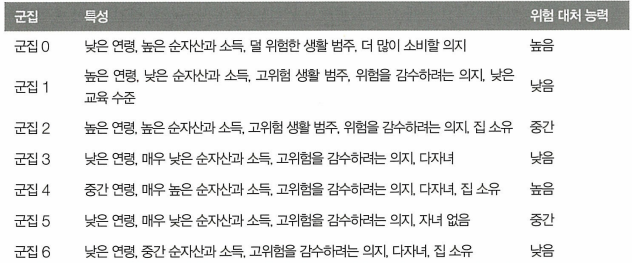 군집 특성 위험 대처 능력
군집 0 낮은 연령, 높은 순자산과 소득, 덜 위험한 생활 범주, 더 많이 소비할 의지 높음
군집 1 높은 연령, 낮은 순자산과 소득, 고위험 생활 범주, 위험을 감수하려는 의지, 낮은
교육 수준 낮음
군집 2 높은 연령, 높은 순자산과 소득, 고위험 생활 범주, 위험을 감수하려는 의지, 집 소유 중간
군집 3 낮은 연령, 매우 낮은 순자산과 소득, 고위험을 감수하려는 의지, 다자녀 낮음
군집 4 중간 연령, 매우 높은 순자산과 소득, 고위험을 감수하려는 의지, 다자녀, 집 소유 높음
군집 5 낮은 연령, 매우 낮은 순자산과 소득, 고위험을 감수하려는 의지, 자녀 없음 중간
군집 6 낮은 연령, 중간 순자산과 소득, 고위험을 감수하려는 의지, 다자녀, 집 소유 낮음